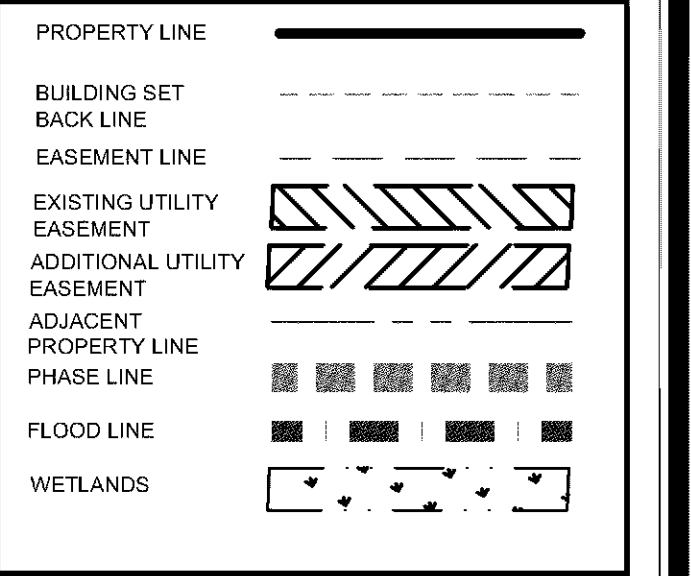 PROPERTY LINE
BUILDING SET
BACK LINE
EASEMENT LINE
EXISTING UTILITY
EASEMENT
ADDITIONAL UTILITY
EASEMENT
ADJACENT
PROPERTY LINE
PHASE LINE
FLOOD LINE
WETLANDS